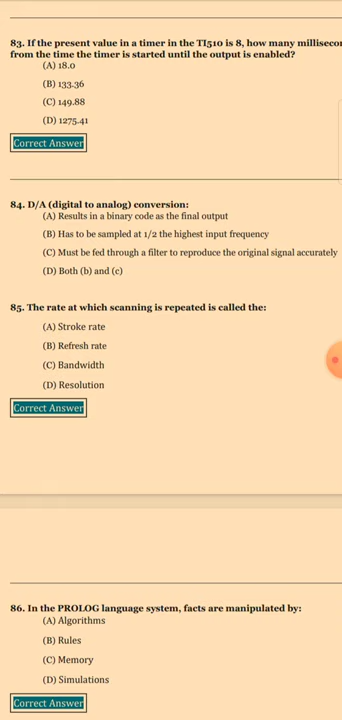 83. If the present value in a timer in the TI510 is 8, how many
from the time the timer is started until the output is enabled?
(A) 18.0
(B) 133.36
(C) 149.88
(D) 1275.41
Correct Answer
84. D/A (digital to analog) conversion:
(A) Results in a binary code as the final output
(B) Has to be sampled at 1/2 the highest input frequency
(C) Must be fed through a filter to reproduce the original signal accurately
(D) Both (b) and (c)
85. The rate at which scanning is repeated is called the:
(A) Stroke rate
(B) Refresh rate
(C) Bandwidth
(D) Resolution
Correct Answer
86. In the PROLOG language system, facts are manipulated by:
(A) Algorithms
(B) Rules
(C) Memory
(D) Simulations
Correct Answer